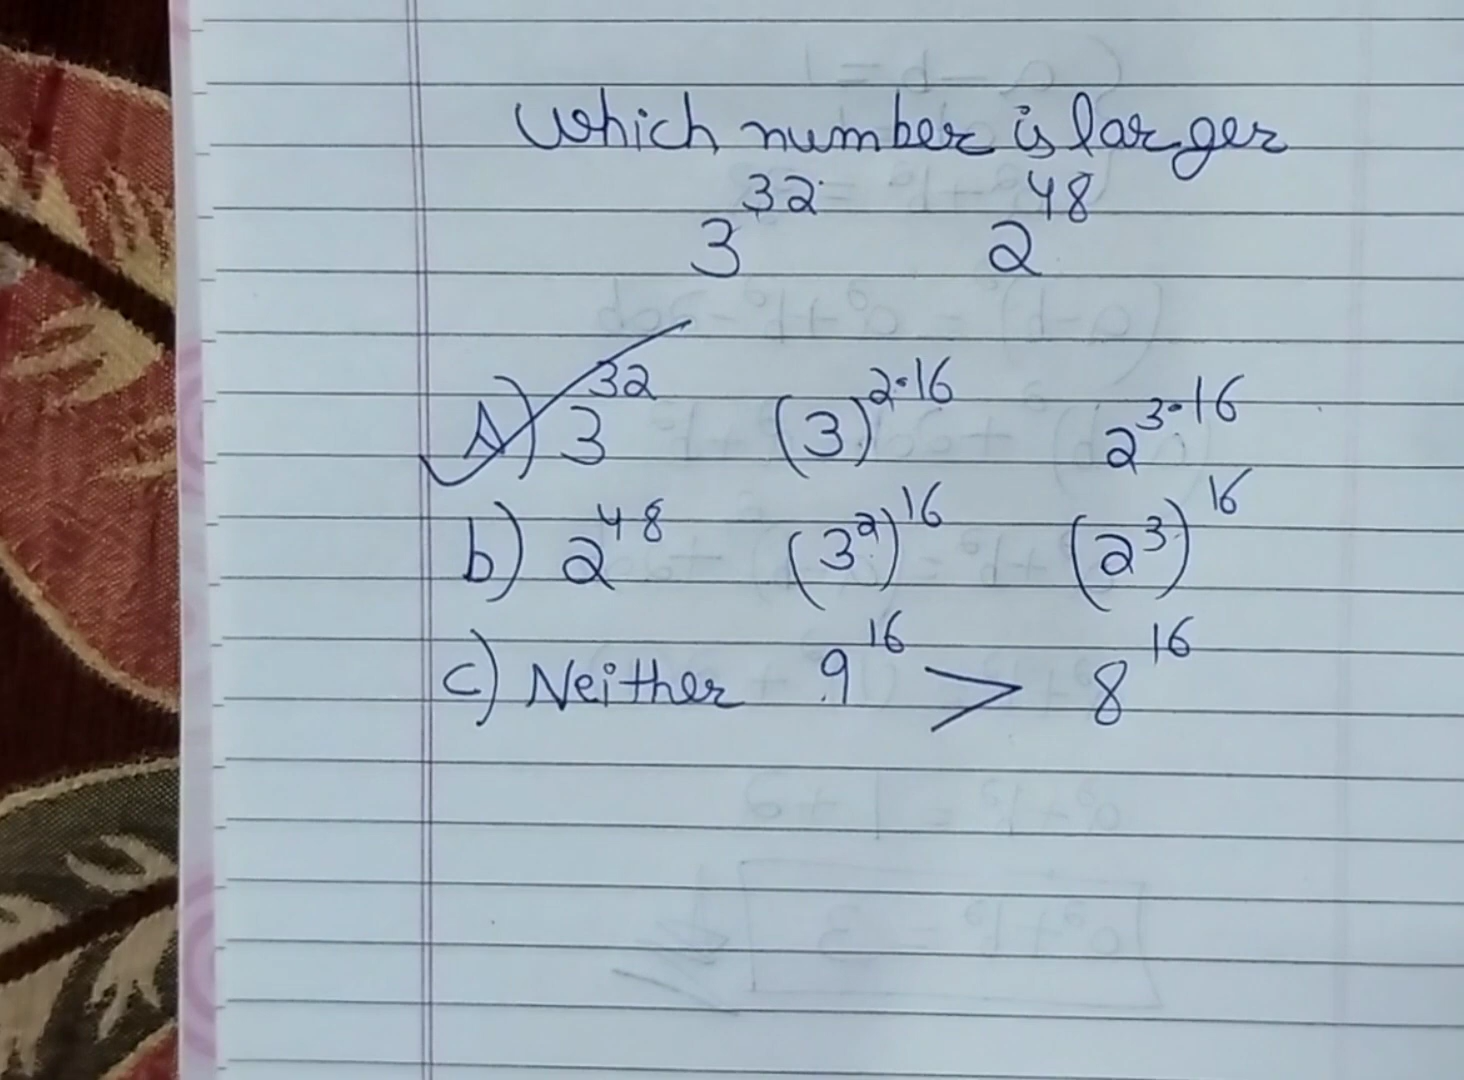 Which number is larger
3^32 2^48
A) 3^32 (3)^2·16 2^3·16
b) 2^48 (3^2)^16 (2^3)^16
c) Neither 9^16 > 8^16